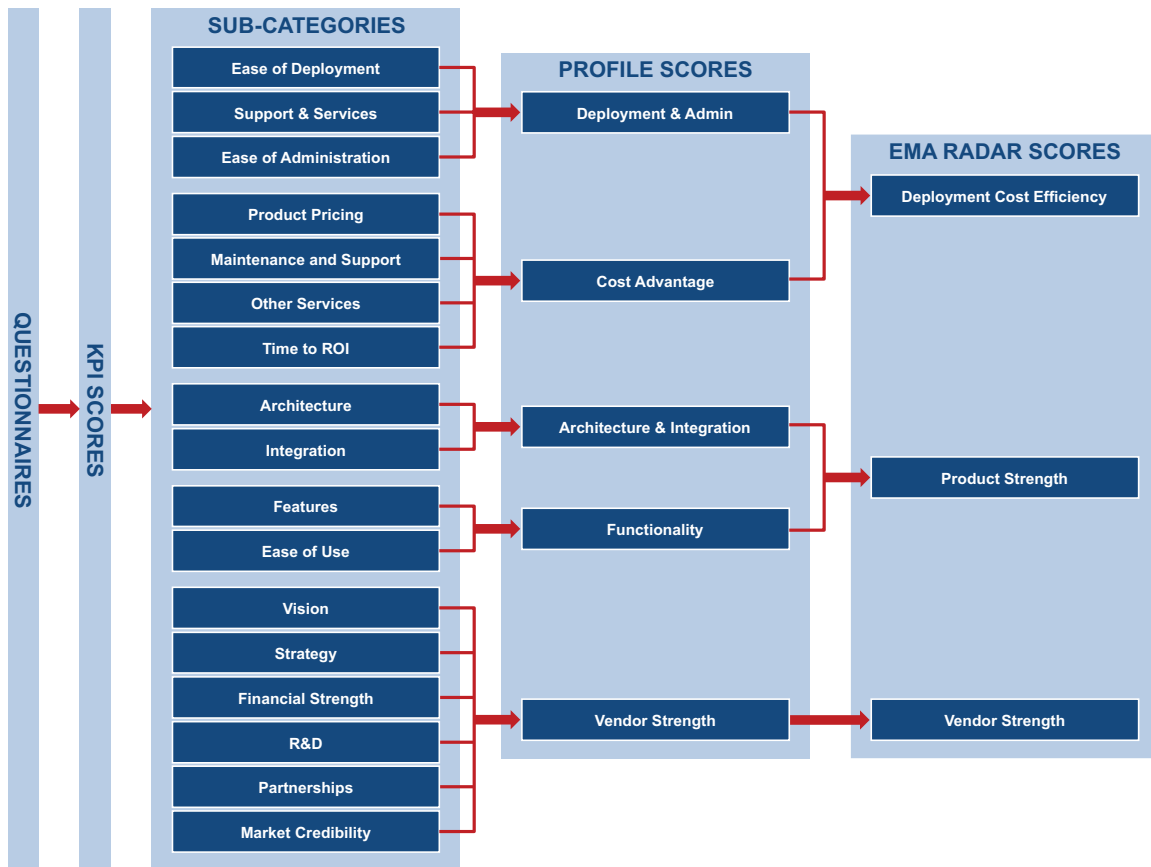 QUESTIONNAIRES
KPI SCORES
SUB-CATEGORIES
Ease of Deployment
Support & Services
Ease of Administration
Product Pricing
Maintenance and Support
Other Services
Time to ROI
Architecture
Integration
Features
Ease of Use
Vision
Strategy
Financial Strength
R&D
Partnerships
Market Credibility
PROFILE SCORES
Deployment & Admin
Cost Advantage
Architecture & Integration
Functionality
Vendor Strength
EMA RADAR SCORES
Deployment Cost Efficiency
Product Strength
Vendor Strength